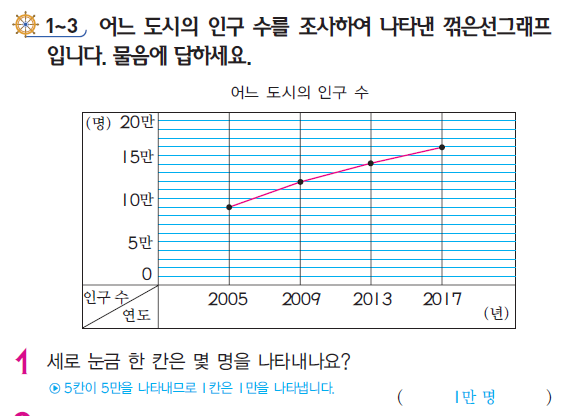 1~3 어느 도시의 인구 수를 조사하여 나타낸 꺾은선그래프
입니다. 물음에 답하세요.
어느 도시의 인구 수
(명) 20만
15만
10만
5만
0
인구 수
연도
2005 2009 2013 2017
(년)
1 세로 눈금 한 칸은 몇 명을 나타내나요?
5칸이 5만을 나타내므로 1칸은 1만을 나타냅니다.
( 1만 명 )